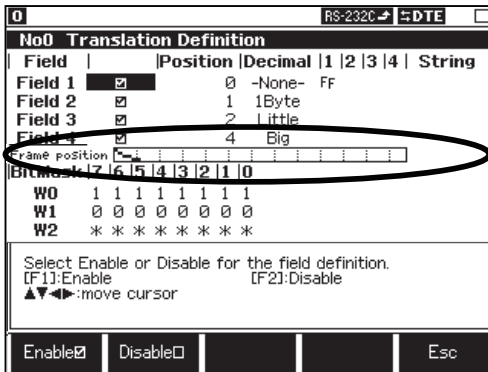 0 RS-232C DTE
No0 Translation Definition
Field | |Position |Decimal |1 |2 |3 |4 | String
Field 1 ☑ 0 -None- FF
Field 2 ☑ 1 1Byte
Field 3 ☑ 2 Little
Field 4 ☑ 4 Big
Frame position
BitMask |7 |6 |5 |4 |3 |2 |1 |0
W0 1 1 1 1 1 1 1 1
W1 0 0 0 0 0 0 0 0
W2 * * * * * * * *
Select Enable or Disable for the field definition.
[F1]:Enable [F2]:Disable
▲▼◀▶:move cursor
Enable☑ Disable☐ Esc